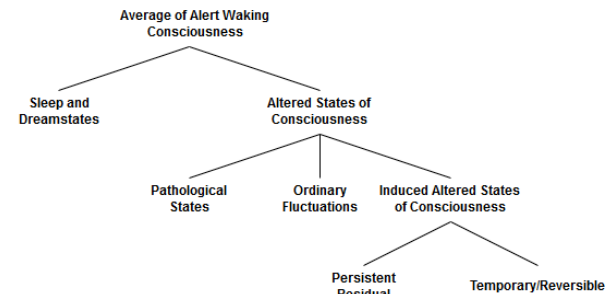 Average of Alert Waking
Consciousness
Sleep and
Dreamstates
Altered States of
Consciousness
Pathological
States
Ordinary
Fluctuations
Induced Altered States
of Consciousness
Persistent
Residual
Temporary/Reversible